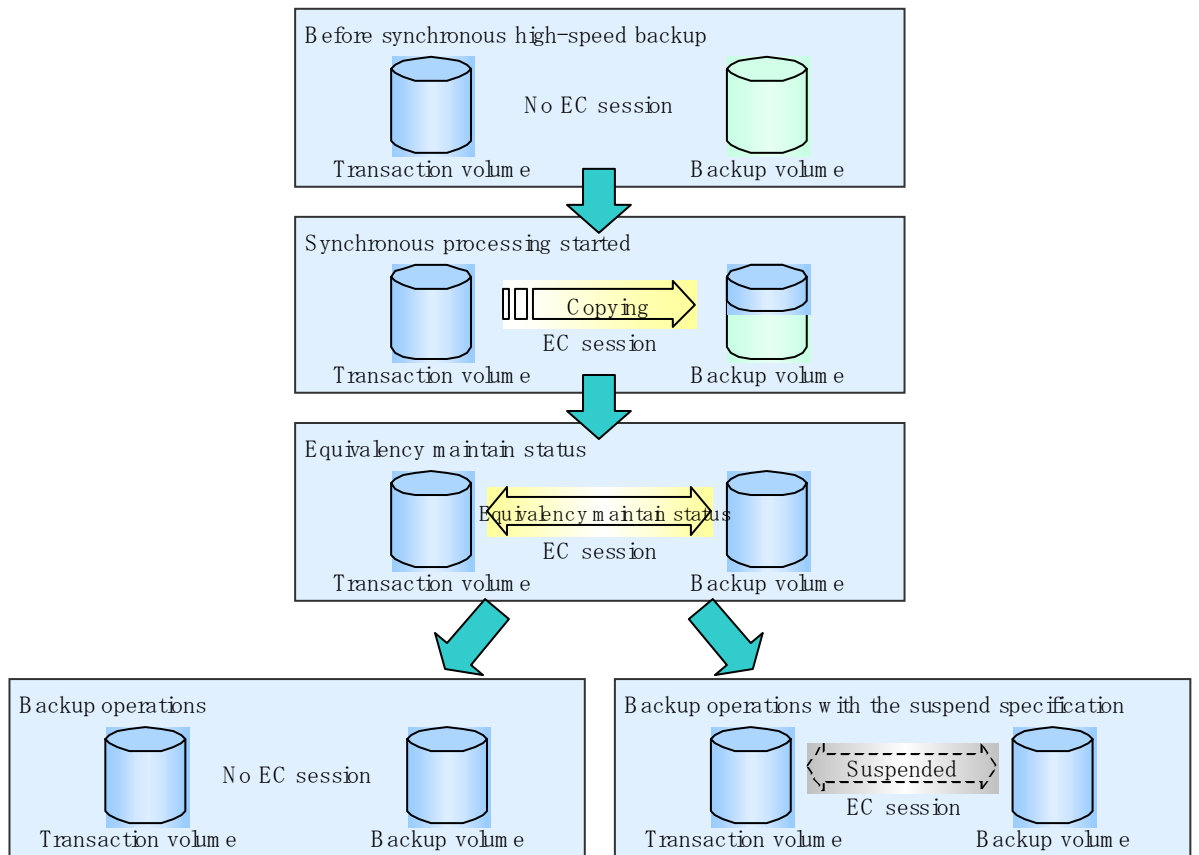 Before synchronous high-speed backup
No EC session
Transaction volume
Backup volume
Synchronous processing started
Copying
EC session
Transaction volume
Backup volume
Equivalency maintain status
Equivalency maintain status
EC session
Transaction volume
Backup volume
Backup operations
No EC session
Transaction volume
Backup volume
Backup operations with the suspend specification
Suspended
EC session
Transaction volume
Backup volume